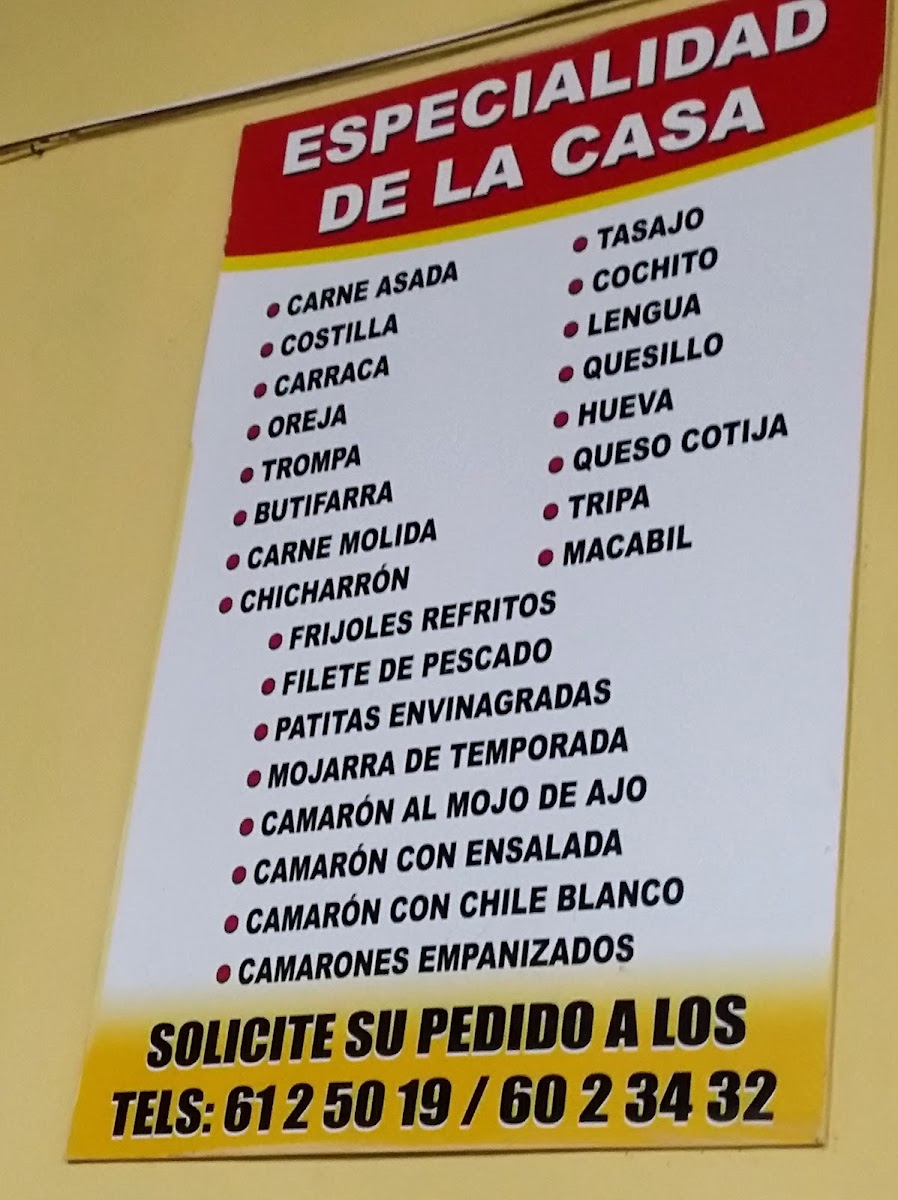 ESPECIALIDAD
DE LA CASA
• CARNE ASADA
• COSTILLA
• CARRACA
• OREJA
• TROMPA
• BUTIFARRA
• CARNE MOLIDA
• CHICHARRÓN
• TASAJO
• COCHITO
• LENGUA
• QUESILLO
• HUEVA
• QUESO COTIJA
• TRIPA
• MACABIL
• FRIJOLES REFRITOS
• FILETE DE PESCADO
• PATITAS ENVINAGRADAS
• MOJARRA DE TEMPORADA
• CAMARÓN AL MOJO DE AJO
• CAMARÓN CON ENSALADA
• CAMARÓN CON CHILE BLANCO
• CAMARONES EMPANIZADOS
SOLICITE SU PEDIDO A LOS
TELS: 61 2 50 19 / 60 2 34 32